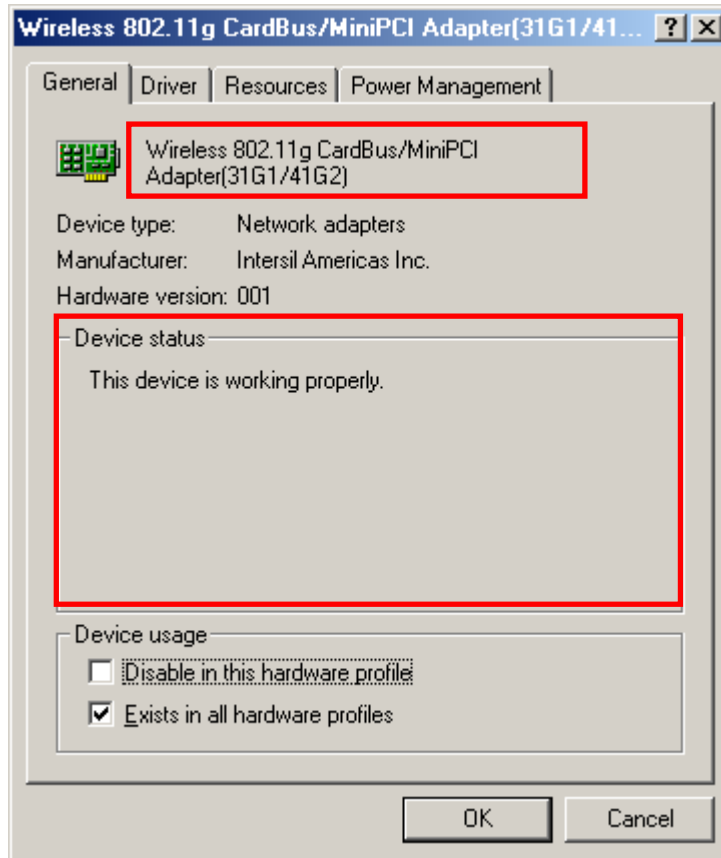 Wireless 802.11g CardBus/MiniPCI Adapter(31G1/41...
General Driver Resources Power Management
Wireless 802.11g CardBus/MiniPCI
Adapter(31G1/41G2)
Device type: Network adapters
Manufacturer: Intersil Americas Inc.
Hardware version: 001
Device status
This device is working properly.
Device usage
Disable in this hardware profile
Exists in all hardware profiles
OK Cancel